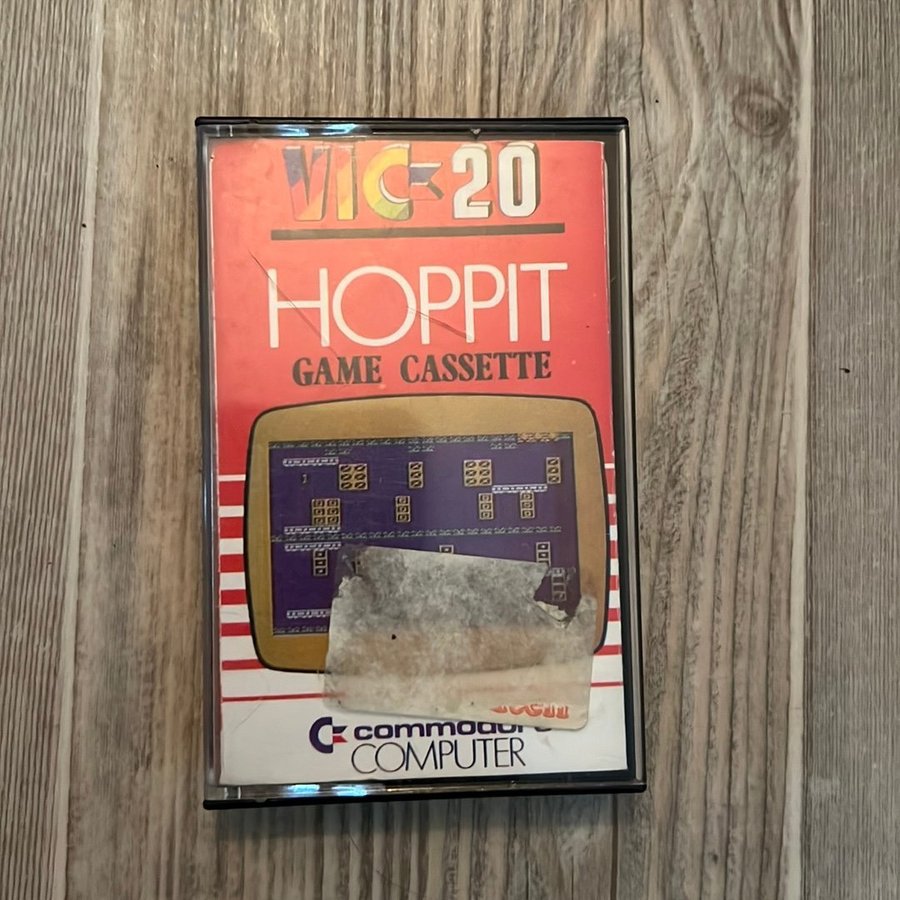 VIC 20
HOPPIT
GAME CASSETTE
commodore
COMPUTER